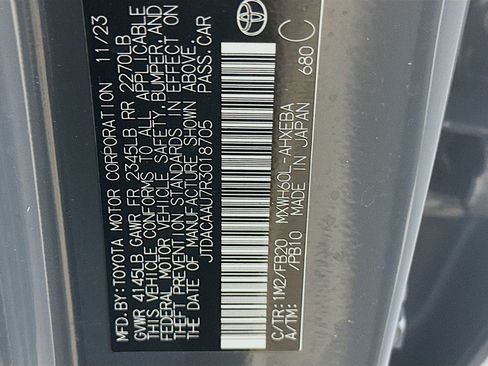 MFD.BY:TOYOTA MOTOR CORPORATION 11/23
GVWR 4145LB GAWR FR 2345LB RR 2270LB
THIS VEHICLE CONFORMS TO ALL APPLICABLE
FEDERAL MOTOR VEHICLE SAFETY, BUMPER, AND
THEFT PREVENTION STANDARDS IN EFFECT ON
THE DATE OF MANUFACTURE SHOWN ABOVE.
JTDACAAU7R3018705 PASS.CAR
C/TR:1M2/FB20 MXWH60L-AHXEBA
A/TM: /PB10 MADE IN JAPAN 680 C